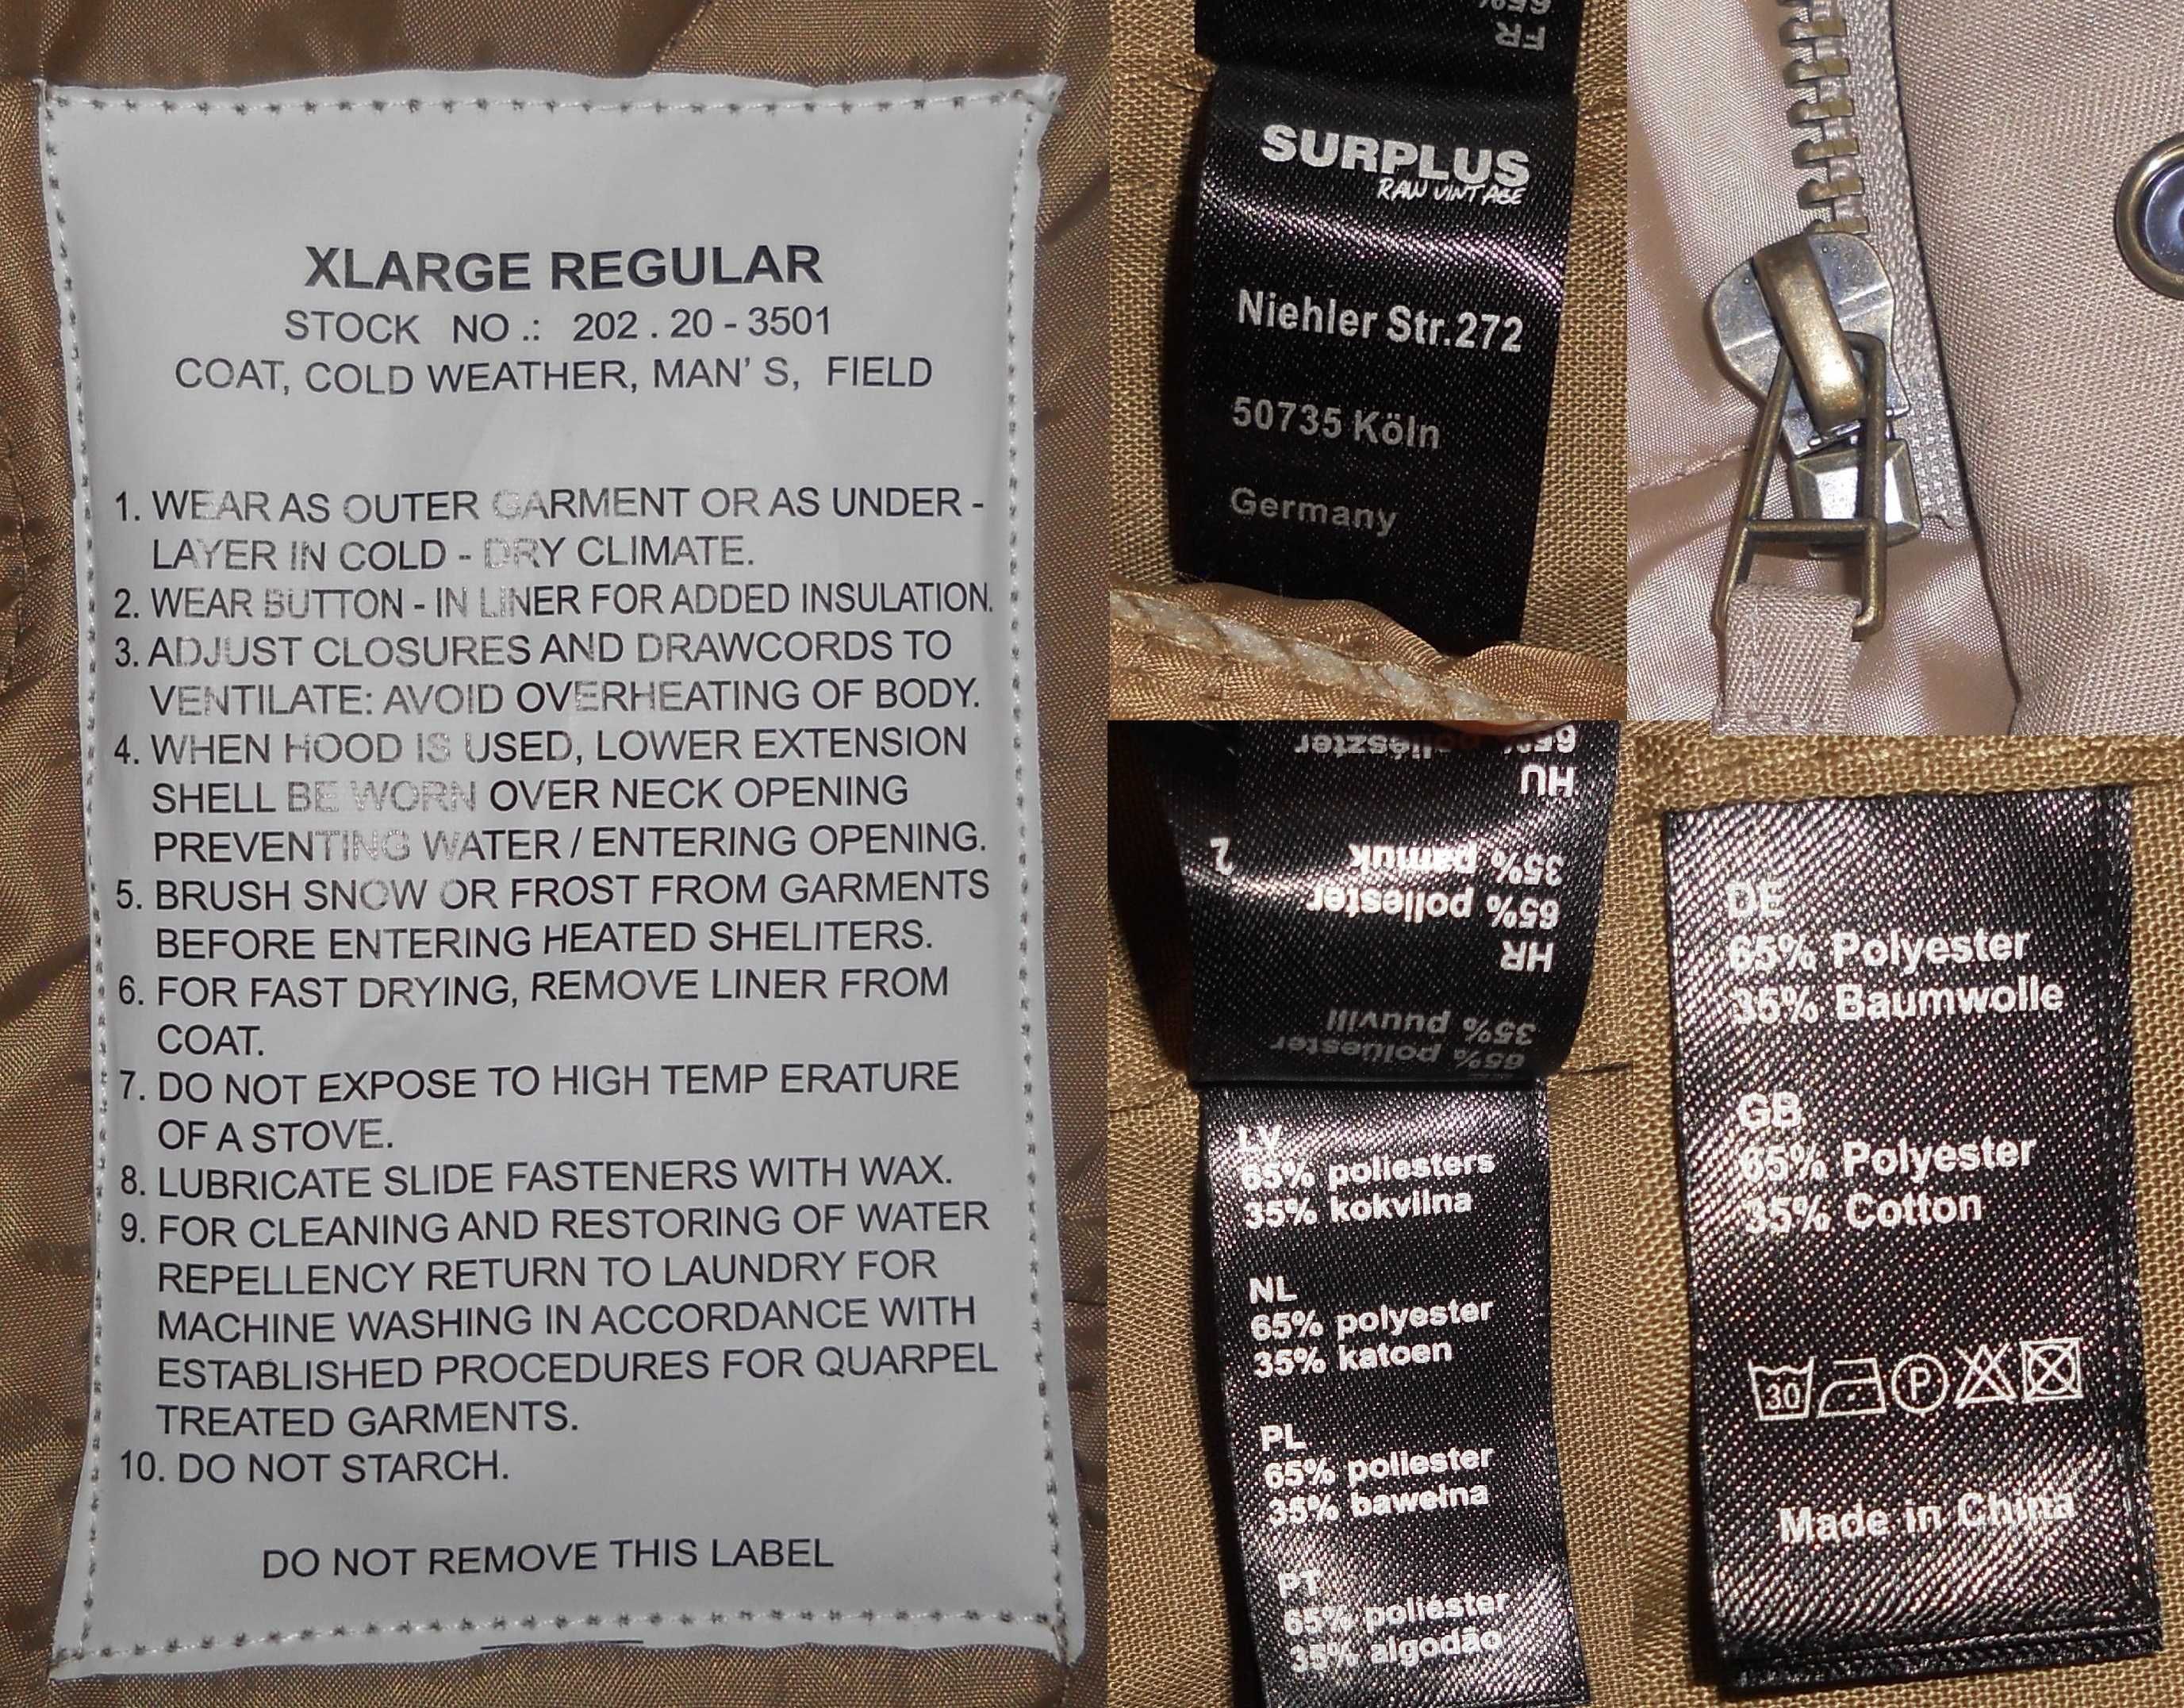 XLARGE REGULAR
STOCK NO .: 202 . 20 - 3501
COAT, COLD WEATHER, MAN' S, FIELD
1. WEAR AS OUTER GARMENT OR AS UNDER -
LAYER IN COLD - DRY CLIMATE.
2. WEAR BUTTON - IN LINER FOR ADDED INSULATION.
3. ADJUST CLOSURES AND DRAWCORDS TO
VENTILATE: AVOID OVERHEATING OF BODY.
4. WHEN HOOD IS USED, LOWER EXTENSION
SHELL BE WORN OVER NECK OPENING
PREVENTING WATER / ENTERING OPENING.
5. BRUSH SNOW OR FROST FROM GARMENTS
BEFORE ENTERING HEATED SHELITERS.
6. FOR FAST DRYING, REMOVE LINER FROM
COAT.
7. DO NOT EXPOSE TO HIGH TEMP ERATURE
OF A STOVE.
8. LUBRICATE SLIDE FASTENERS WITH WAX.
9. FOR CLEANING AND RESTORING OF WATER
REPELLENCY RETURN TO LAUNDRY FOR
MACHINE WASHING IN ACCORDANCE WITH
ESTABLISHED PROCEDURES FOR QUARPEL
TREATED GARMENTS.
10. DO NOT STARCH.
DO NOT REMOVE THIS LABEL
65%
FR
SURPLUS
RAW VINTAGE
Niehler Str.272
50735 Köln
Germany
65% poliészter
HU
2
35% pamuk
65% poliester
HR
35% puuvill
65% polüester
LV
65% poliesters
35% kokvilna
NL
65% polyester
35% katoen
PL
65% poliester
35% bawełna
PT
65% poliéster
35% algodão
DE
65% Polyester
35% Baumwolle
GB
65% Polyester
35% Cotton
30 P
Made in China